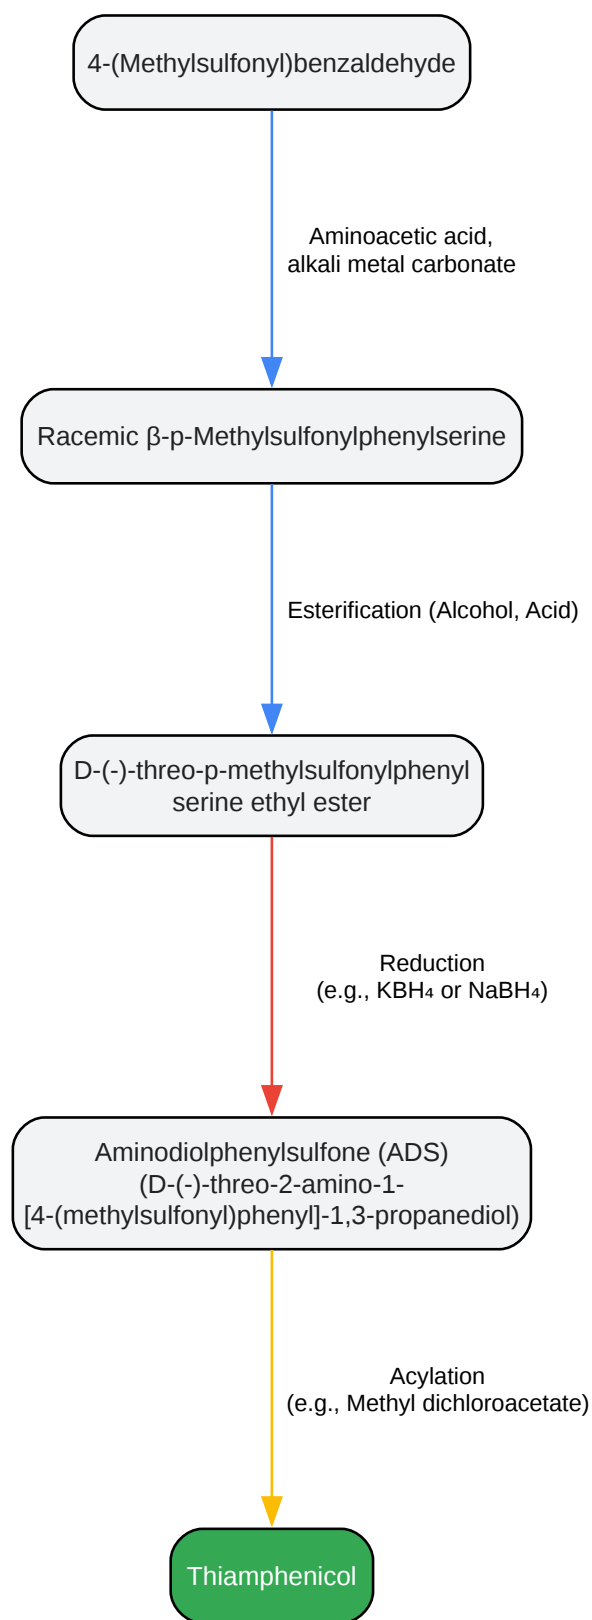 4-(Methylsulfonyl)benzaldehyde
Aminoacetic acid,
alkali metal carbonate
Racemic β-p-Methylsulfonylphenylserine
Esterification (Alcohol, Acid)
D-(-)-threo-p-methylsulfonylphenyl
serine ethyl ester
Reduction
(e.g., KBH₄ or NaBH₄)
Aminodiolphenylsulfone (ADS)
(D-(-)-threo-2-amino-1-
[4-(methylsulfonyl)phenyl]-1,3-propanediol)
Acylation
(e.g., Methyl dichloroacetate)
Thiamphenicol